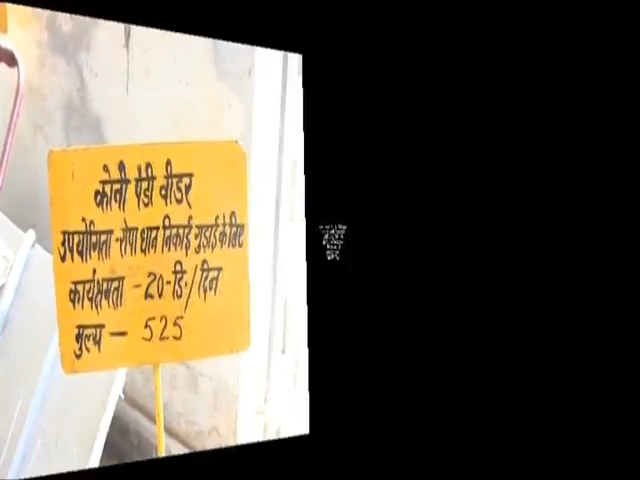 कोनी पैडी वीडर
उपयोगिता - रोपा धान निकाई गुड़ाई के लिए
कार्यक्षमता - 20-डि./दिन
मुल्य - 525